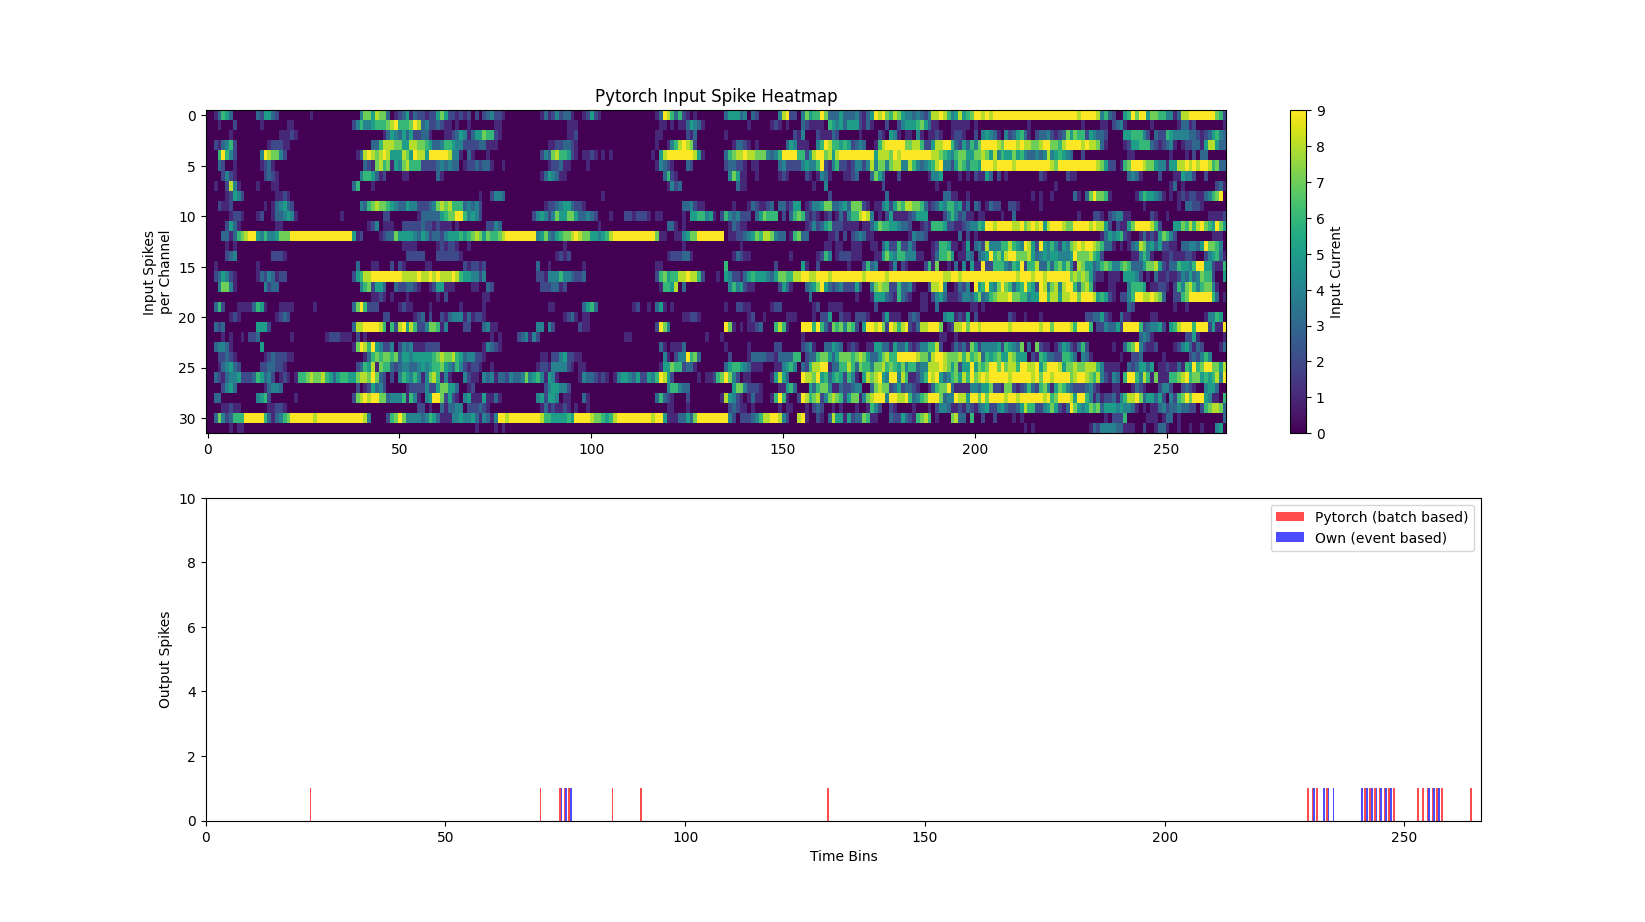 Pytorch Input Spike Heatmap
0
5
10
15
20
25
30
Input Spikes
per Channel
0 50 100 150 200 250
9
8
7
6
5
4
3
2
1
0
Input Current
10
8
6
4
2
0
Output Spikes
Pytorch (batch based)
Own (event based)
0 50 100 150 200 250
Time Bins